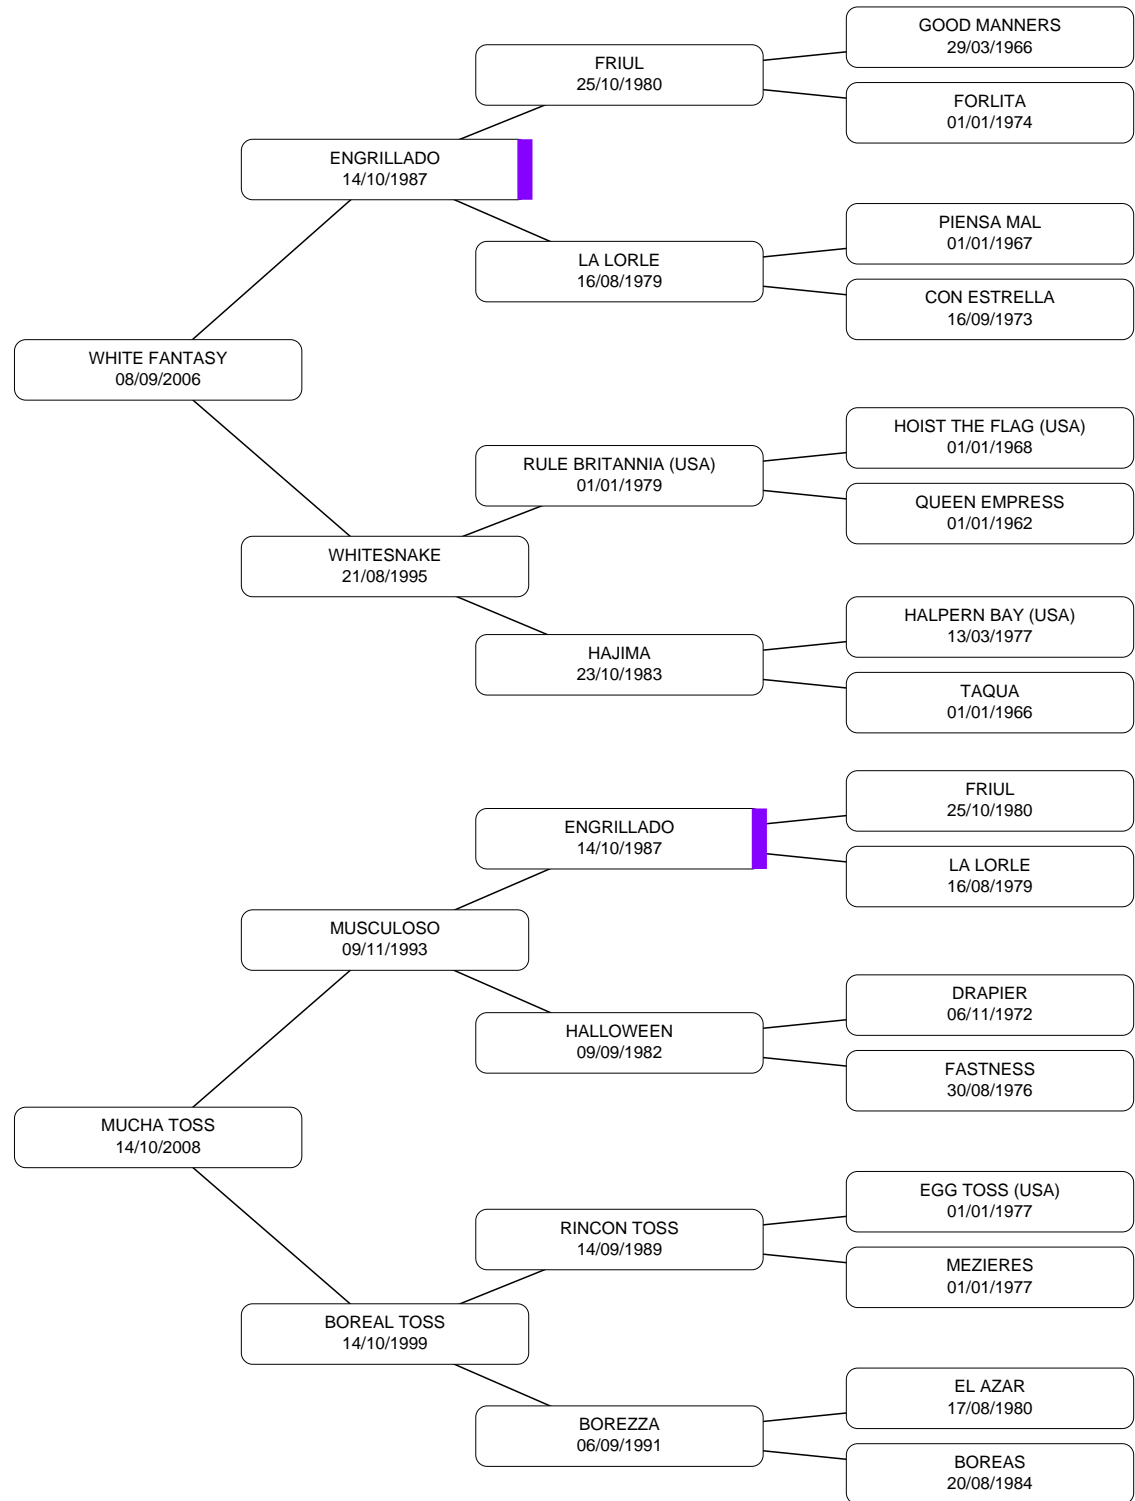 GOOD MANNERS
29/03/1966
FRIUL
25/10/1980
FORLITA
01/01/1974
ENGRILLADO
14/10/1987
PIENSA MAL
01/01/1967
LA LORLE
16/08/1979
CON ESTRELLA
16/09/1973
WHITE FANTASY
08/09/2006
HOIST THE FLAG (USA)
01/01/1968
RULE BRITANNIA (USA)
01/01/1979
QUEEN EMPRESS
01/01/1962
WHITESNAKE
21/08/1995
HALPERN BAY (USA)
13/03/1977
HAJIMA
23/10/1983
TAQUA
01/01/1966
FRIUL
25/10/1980
ENGRILLADO
14/10/1987
LA LORLE
16/08/1979
MUSCULOSO
09/11/1993
DRAPIER
06/11/1972
HALLOWEEN
09/09/1982
FASTNESS
30/08/1976
MUCHA TOSS
14/10/2008
EGG TOSS (USA)
01/01/1977
RINCON TOSS
14/09/1989
MEZIERES
01/01/1977
BOREAL TOSS
14/10/1999
EL AZAR
17/08/1980
BOREZZA
06/09/1991
BOREAS
20/08/1984